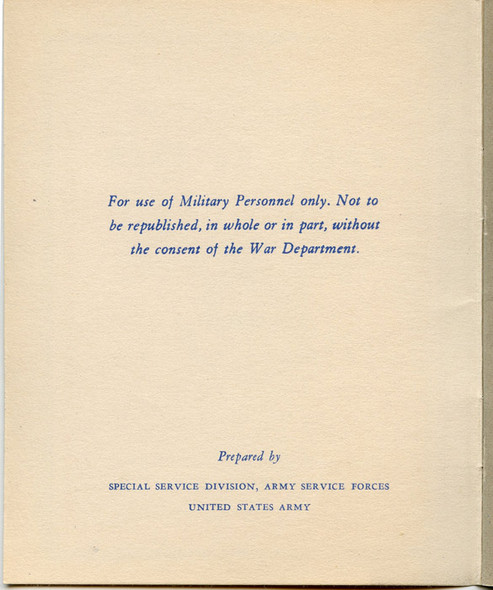 For use of Military Personnel only. Not to
be republished, in whole or in part, without
the consent of the War Department.
Prepared by
SPECIAL SERVICE DIVISION, ARMY SERVICE FORCES
UNITED STATES ARMY